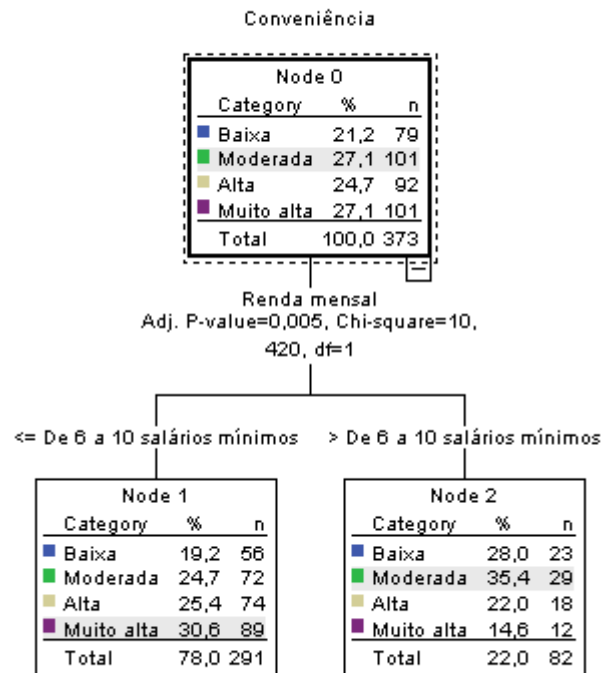 Conveniência
Node 0
Category % n
Baixa 21,2 79
Moderada 27,1 101
Alta 24,7 92
Muito alta 27,1 101
Total 100,0 373
Renda mensal
Adj. P-value=0,005, Chi-square=10,
420, df=1
<= De 6 a 10 salários mínimos
> De 6 a 10 salários mínimos
Node 1
Category % n
Baixa 19,2 56
Moderada 24,7 72
Alta 25,4 74
Muito alta 30,6 89
Total 78,0 291
Node 2
Category % n
Baixa 28,0 23
Moderada 35,4 29
Alta 22,0 18
Muito alta 14,6 12
Total 22,0 82